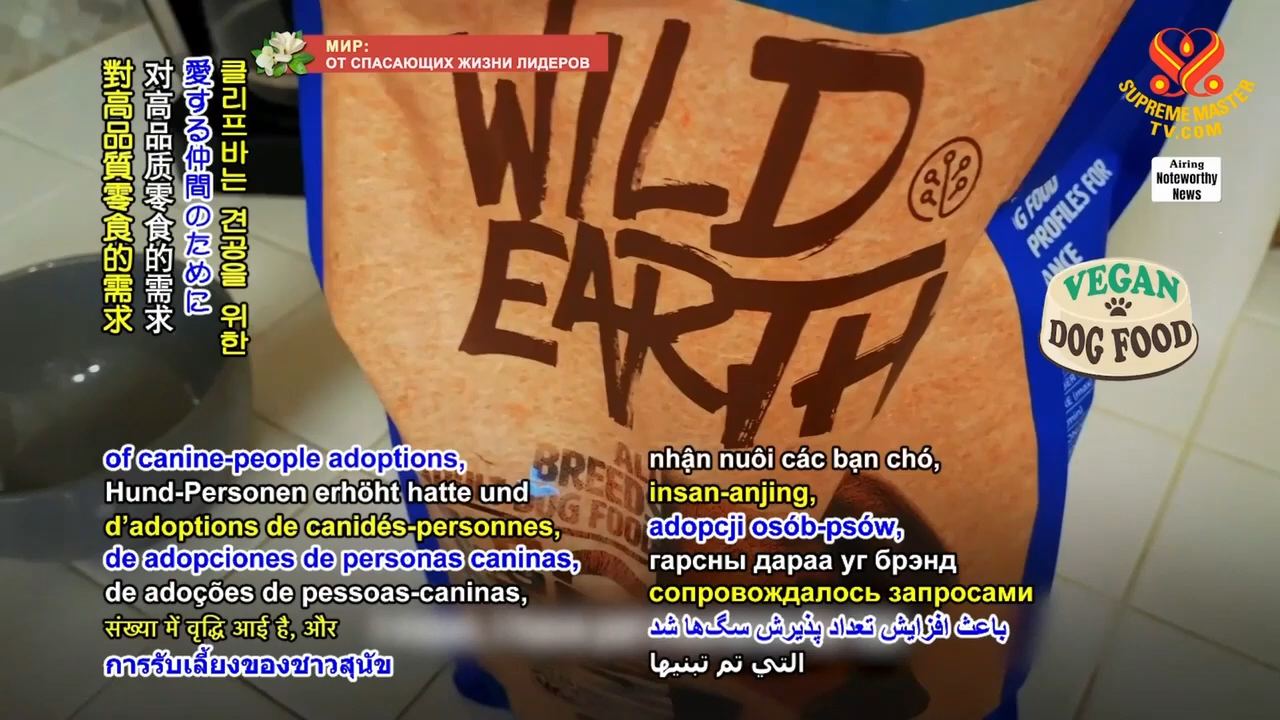 МИР:
ОТ СПАСАЮЩИХ ЖИЗНИ ЛИДЕРОВ
SUPREME MASTER
TV.COM
Airing
Noteworthy
News
클리프바는 견공을 위한
愛する仲間のために
对高品质零食的需求
對高品質零食的需求
WILD
EARTH
PROFILES FOR
VEGAN
DOG FOOD
BREED
DOG FOOD
of canine-people adoptions,
Hund-Personen erhöht hatte und
d’adoptions de canidés-personnes,
de adopciones de personas caninas,
de adoções de pessoas-caninas,
संख्या में वृद्धि आई है, और
การรับเลี้ยงของชาวสุนัข
nhận nuôi các bạn chó,
insan-anjing,
adopcji osób-psów,
гарсны дараа уг брэнд
сопровождалось запросами
باعث افزایش تعداد پذیرش سگ‌ها شد
التي تم تبنيها